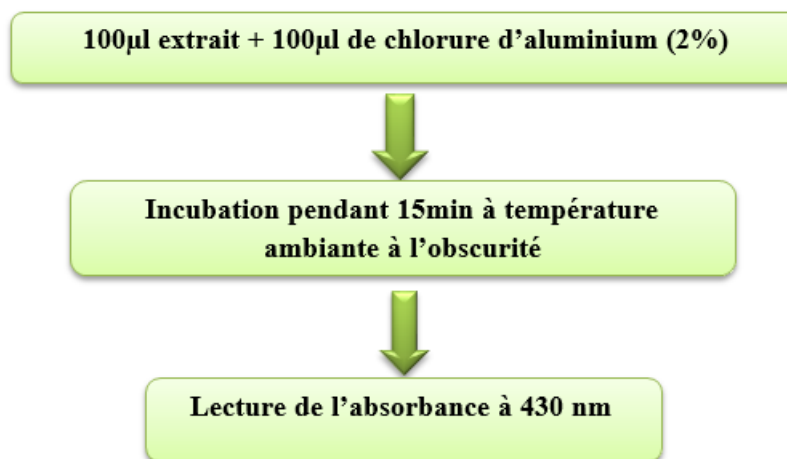 100µl extrait + 100µl de chlorure d’aluminium (2%)
Incubation pendant 15min à température
ambiante à l’obscurité
Lecture de l’absorbance à 430 nm